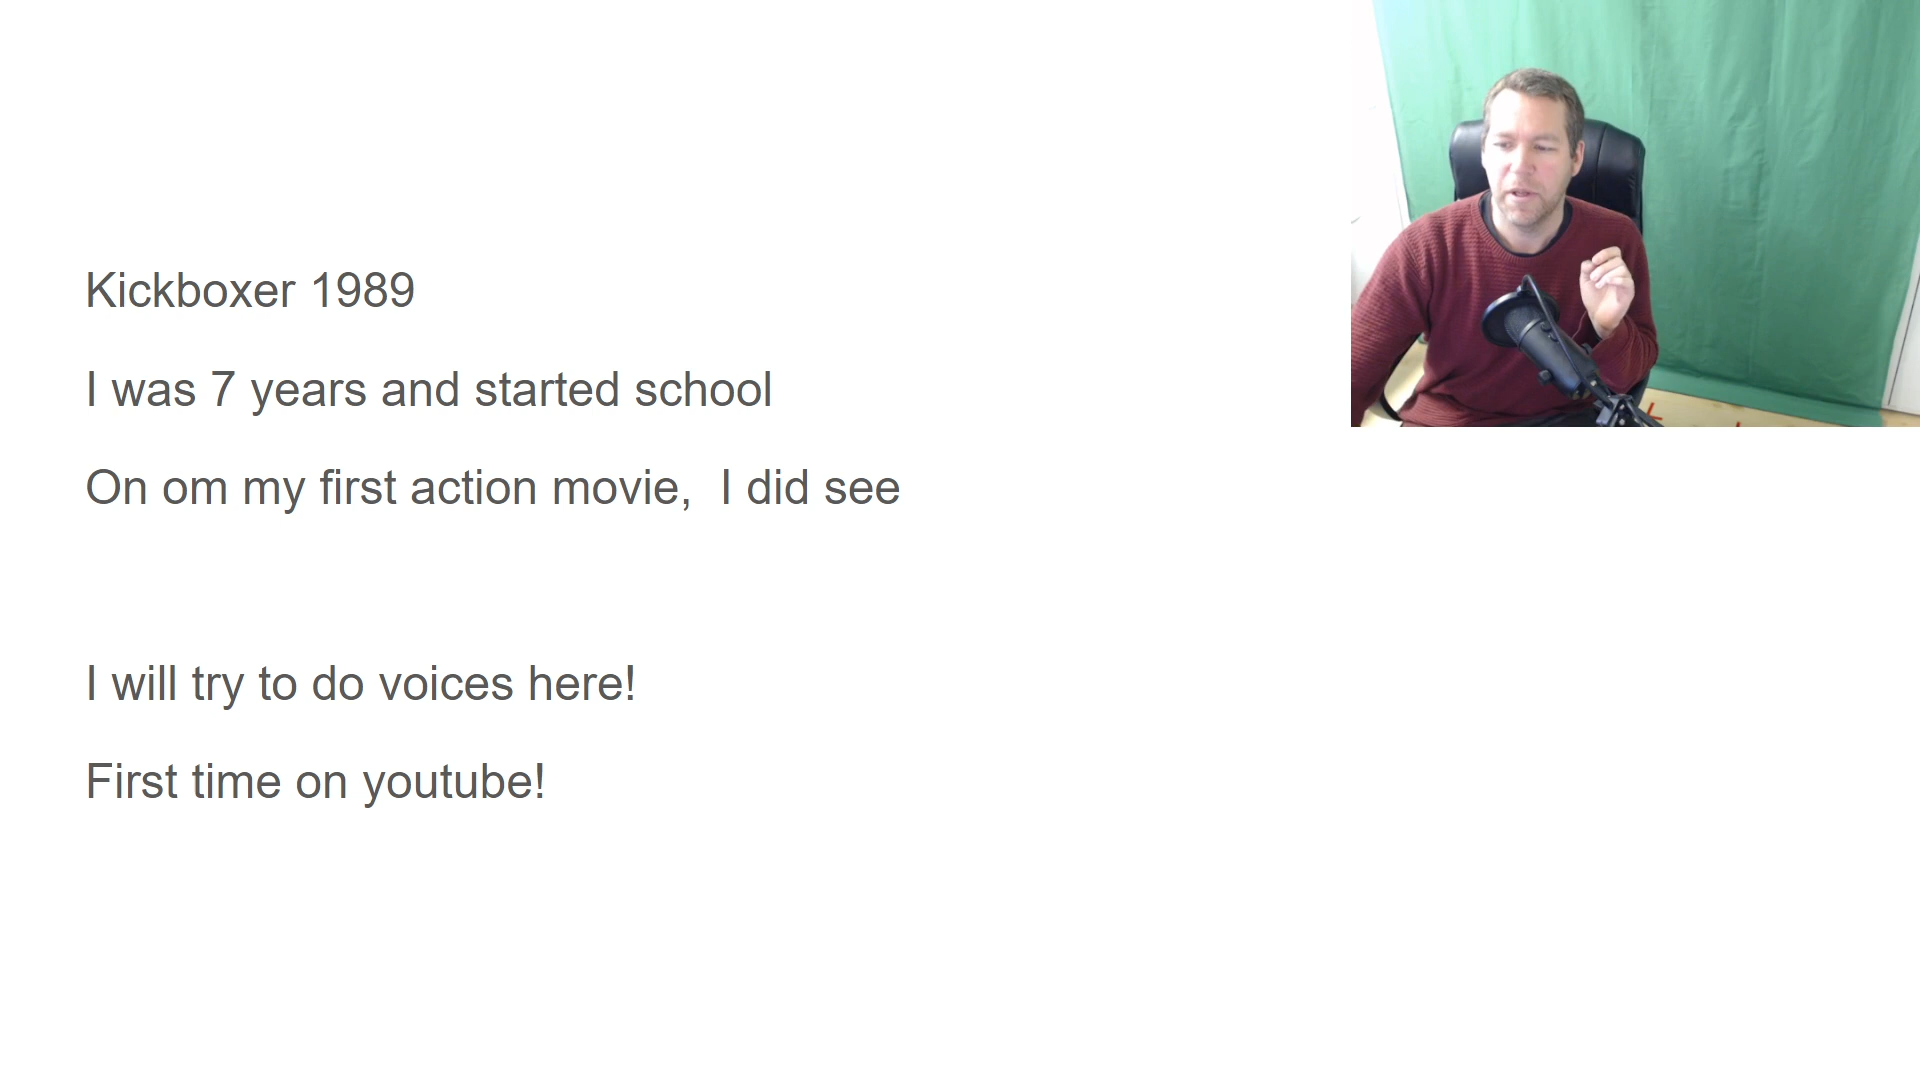 Kickboxer 1989
I was 7 years and started school
On om my first action movie,  I did see
I will try to do voices here!
First time on youtube!